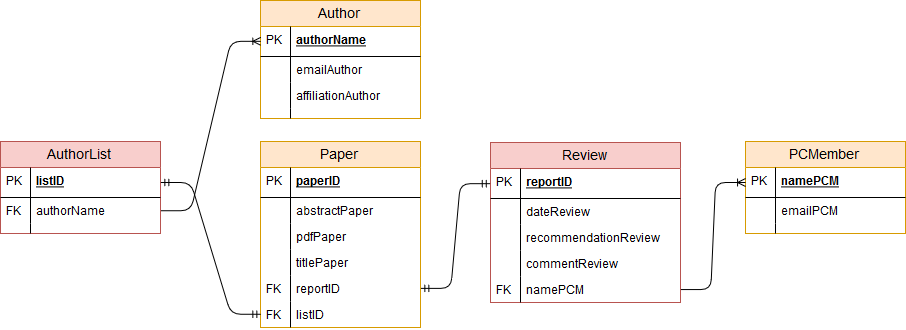 Author
PK authorName
emailAuthor
affiliationAuthor
AuthorList
PK listID
FK authorName
Paper
PK paperID
abstractPaper
pdfPaper
titlePaper
FK reportID
FK listID
Review
PK reportID
dateReview
recommendationReview
commentReview
FK namePCM
PCMember
PK namePCM
emailPCM